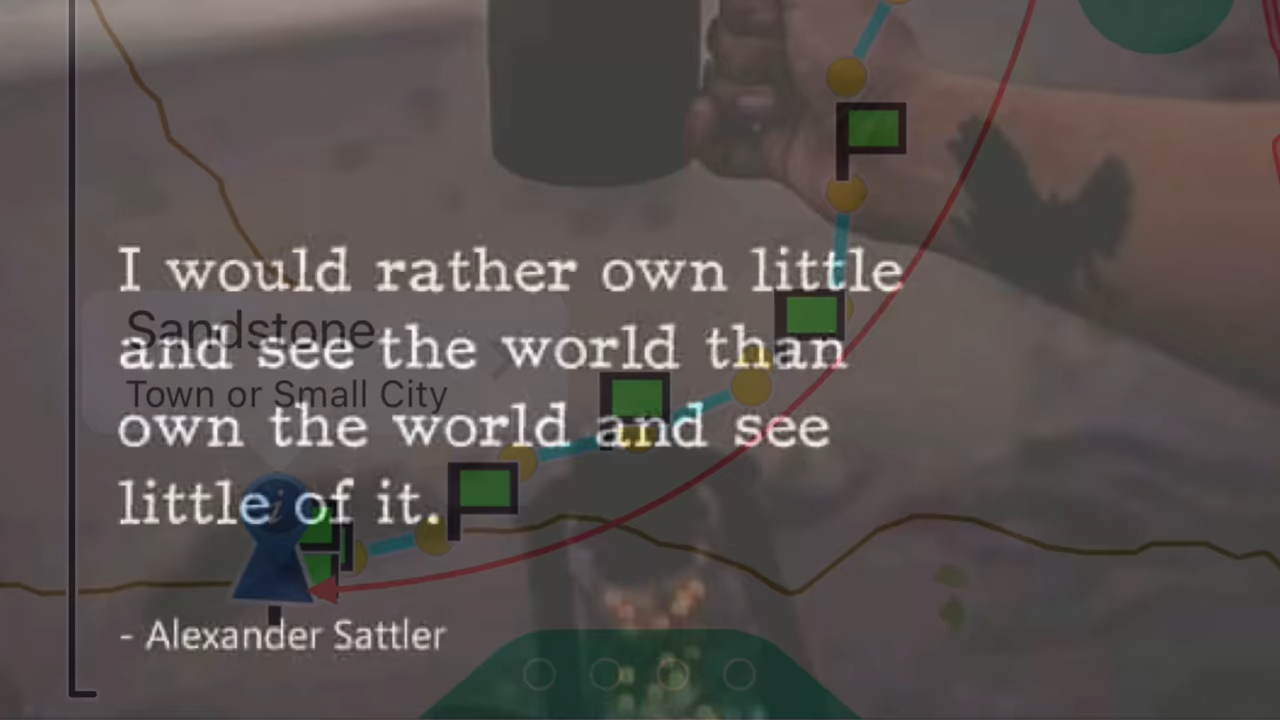 I would rather own little
Sandstone
and see the world than
Town or Small City
own the world and see
little of it.
i
- Alexander Sattler